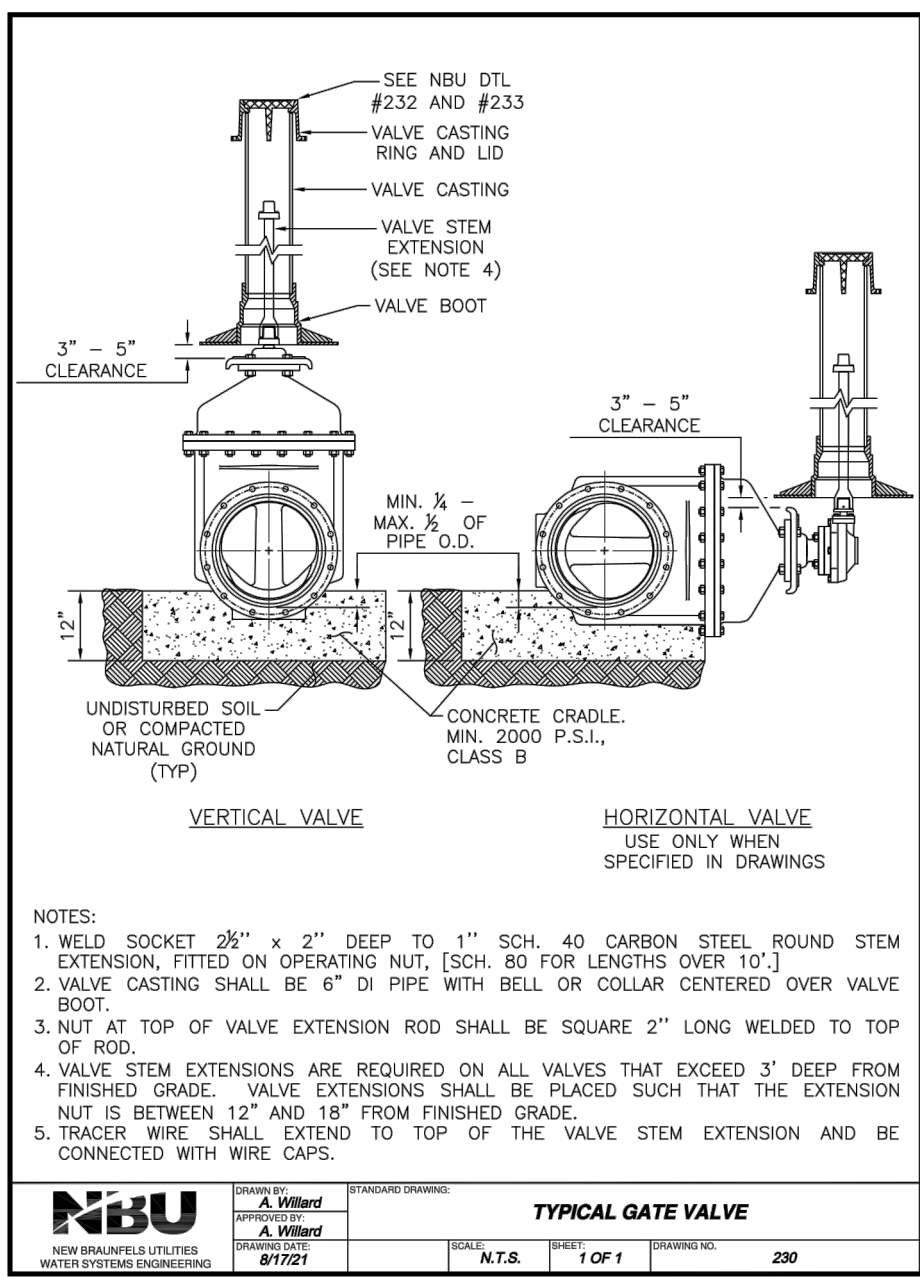 SEE NBU DTL
#232 AND #233
VALVE CASTING
RING AND LID
VALVE CASTING
VALVE STEM
EXTENSION
(SEE NOTE 4)
VALVE BOOT
3" – 5"
CLEARANCE
3" – 5"
CLEARANCE
MIN. ¼ –
MAX. ½ OF
PIPE O.D.
12"
12"
UNDISTURBED SOIL
OR COMPACTED
NATURAL GROUND
(TYP)
CONCRETE CRADLE.
MIN. 2000 P.S.I.,
CLASS B
VERTICAL VALVE
HORIZONTAL VALVE
USE ONLY WHEN
SPECIFIED IN DRAWINGS
NOTES:
1. WELD SOCKET 2½'' x 2'' DEEP TO 1'' SCH. 40 CARBON STEEL ROUND STEM
EXTENSION, FITTED ON OPERATING NUT, [SCH. 80 FOR LENGTHS OVER 10'.]
2. VALVE CASTING SHALL BE 6" DI PIPE WITH BELL OR COLLAR CENTERED OVER VALVE
BOOT.
3. NUT AT TOP OF VALVE EXTENSION ROD SHALL BE SQUARE 2'' LONG WELDED TO TOP
OF ROD.
4. VALVE STEM EXTENSIONS ARE REQUIRED ON ALL VALVES THAT EXCEED 3' DEEP FROM
FINISHED GRADE. VALVE EXTENSIONS SHALL BE PLACED SUCH THAT THE EXTENSION
NUT IS BETWEEN 12" AND 18" FROM FINISHED GRADE.
5. TRACER WIRE SHALL EXTEND TO TOP OF THE VALVE STEM EXTENSION AND BE
CONNECTED WITH WIRE CAPS.
NBU
NEW BRAUNFELS UTILITIES
WATER SYSTEMS ENGINEERING
DRAWN BY:
A. Willard
APPROVED BY:
A. Willard
DRAWING DATE:
8/17/21
STANDARD DRAWING:
TYPICAL GATE VALVE
SCALE:
N.T.S.
SHEET:
1 OF 1
DRAWING NO.
230